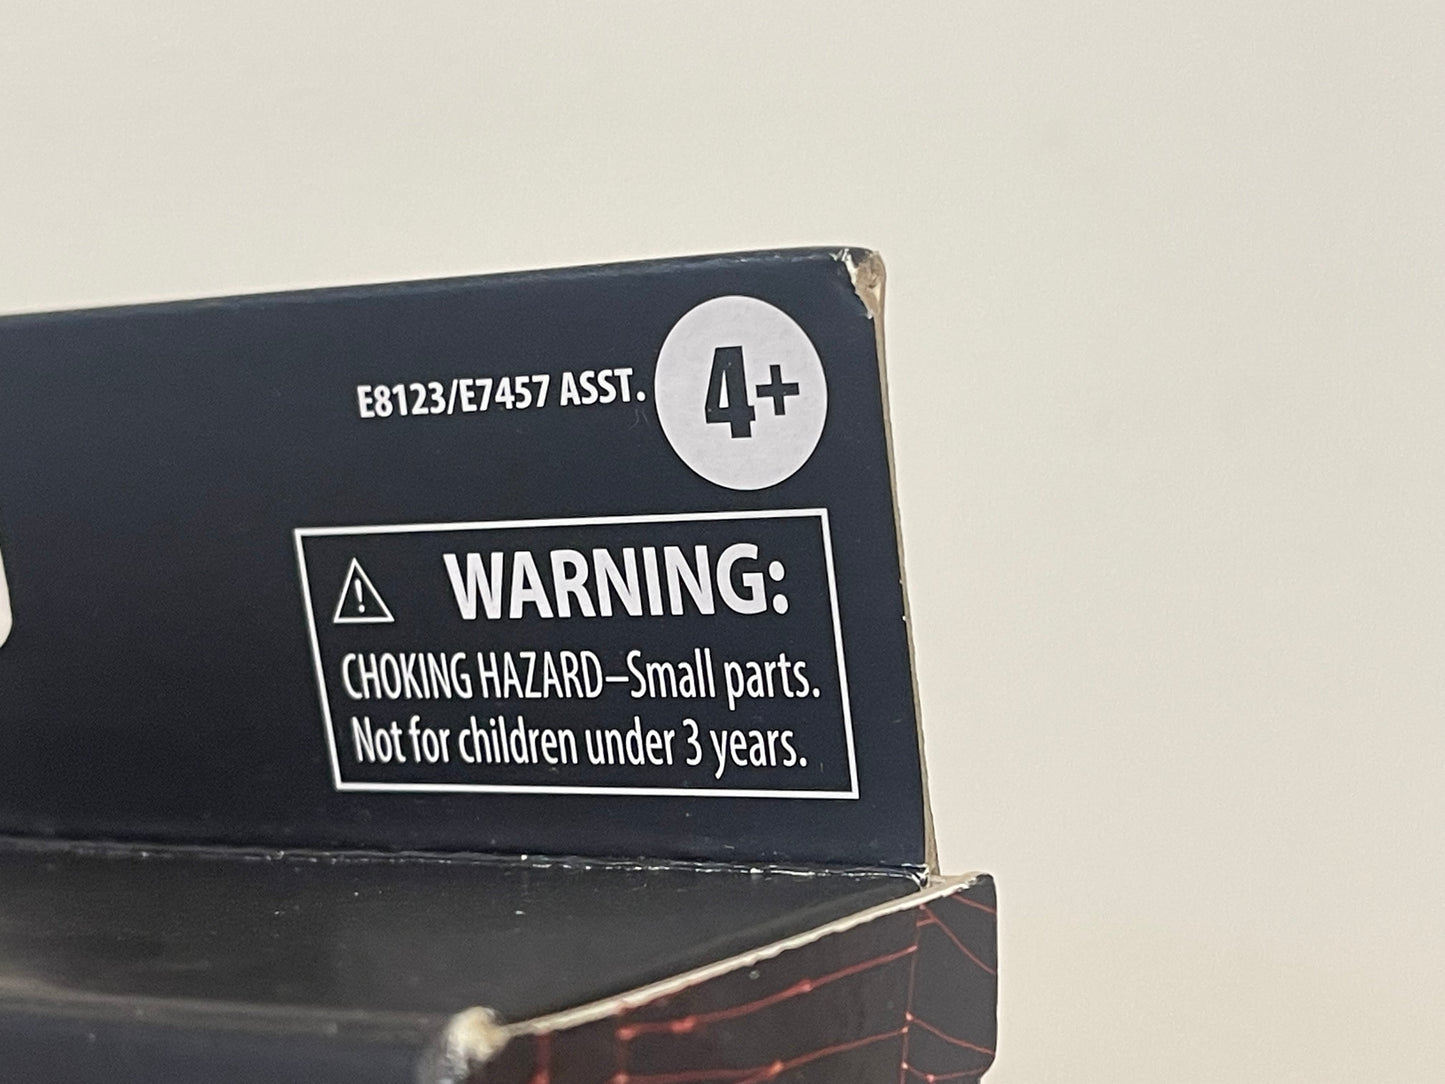 E8123/E7457 ASST.
4+
WARNING:
CHOKING HAZARD–Small parts.
Not for children under 3 years.